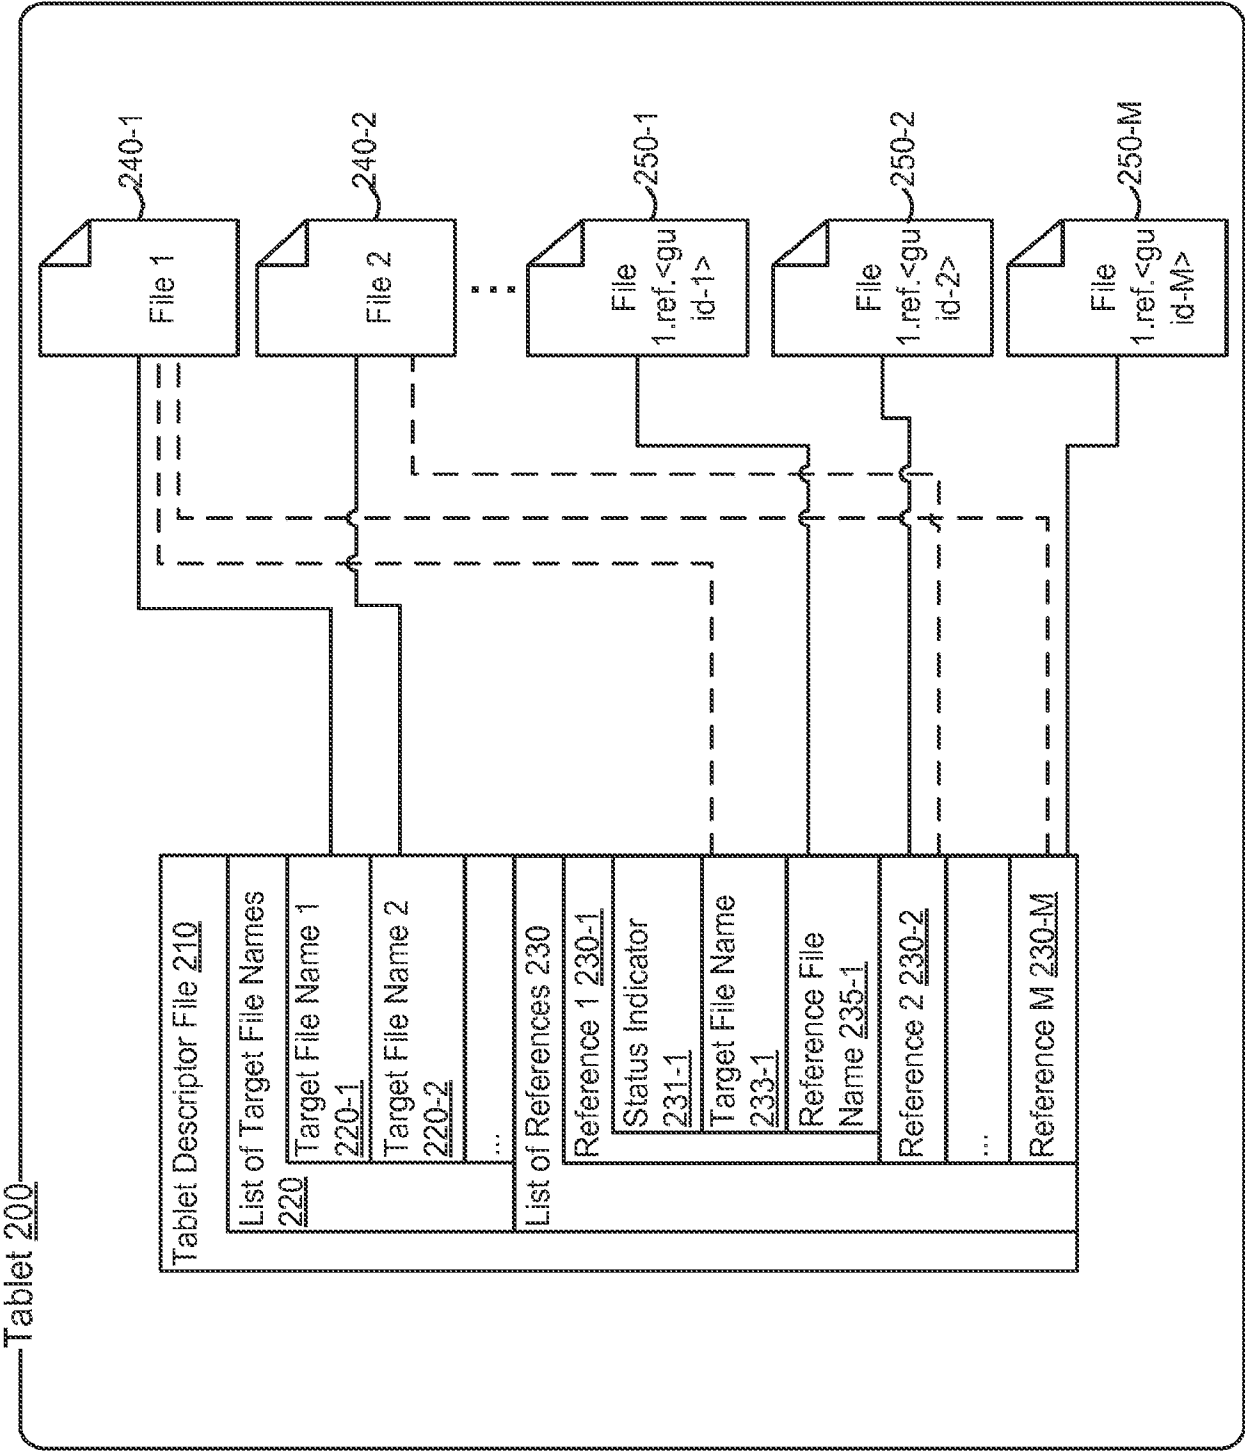 Tablet 200
Tablet Descriptor File 210
List of Target File Names
220
Target File Name 1
220-1
Target File Name 2
220-2
...
List of References 230
Reference 1 230-1
Status Indicator
231-1
Target File Name
233-1
Reference File
Name 235-1
Reference 2 230-2
...
Reference M 230-M
File 1
240-1
File 2
240-2
...
File
1.ref.<gu
id-1>
250-1
File
1.ref.<gu
id-2>
250-2
File
1.ref.<gu
id-M>
250-M